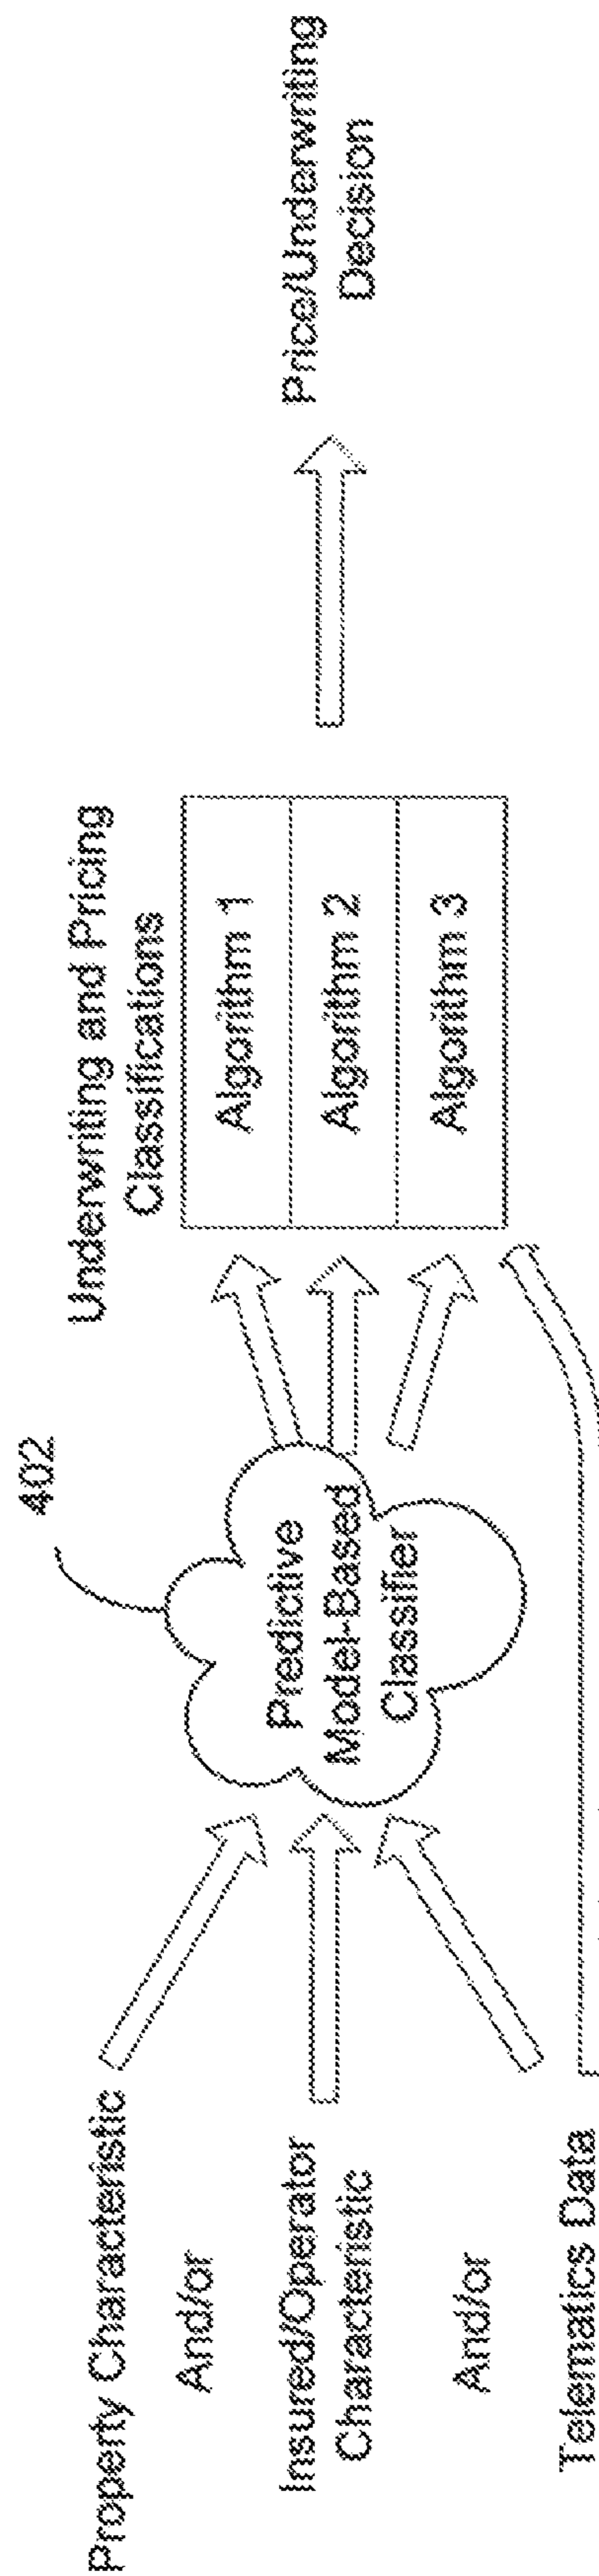 Property Characteristic
And/or
Insured/Operator
Characteristic
And/or
Telematics Data
402
Predictive
Model-Based
Classifier
Underwriting and Pricing
Classifications
Algorithm 1
Algorithm 2
Algorithm 3
Price/Underwriting
Decision